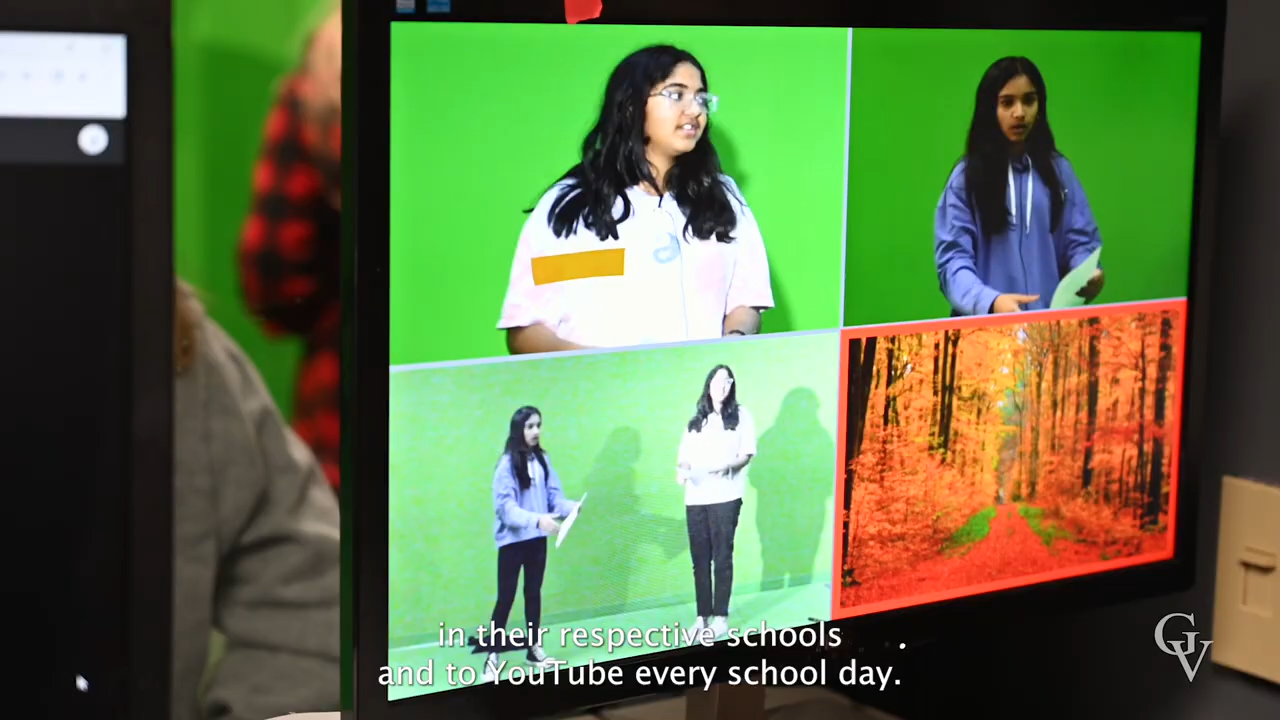 in their respective schools
and to YouTube every school day.
GV